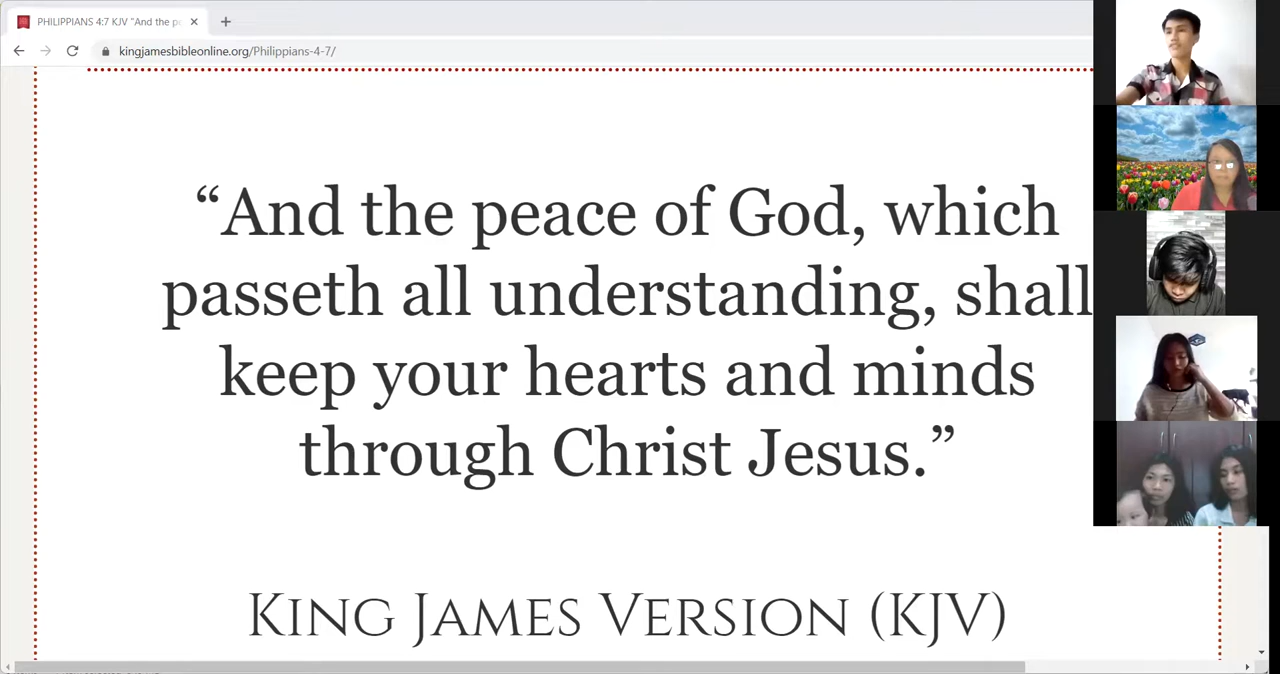 PHILIPPIANS 4:7 KJV "And the pe
kingjamesbibleonline.org/Philippians-4-7/
“And the peace of God, which
passeth all understanding, shall
keep your hearts and minds
through Christ Jesus.”
King James Version (KJV)